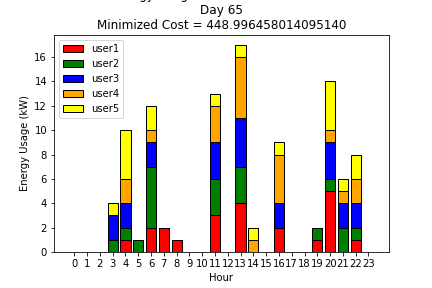 Day 65
Minimized Cost = 448.996458014095140
user1
user2
user3
user4
user5
Energy Usage (kW)
16
14
12
10
8
6
4
2
0
0 1 2 3 4 5 6 7 8 9 10 11 12 13 14 15 16 17 18 19 20 21 22 23
Hour